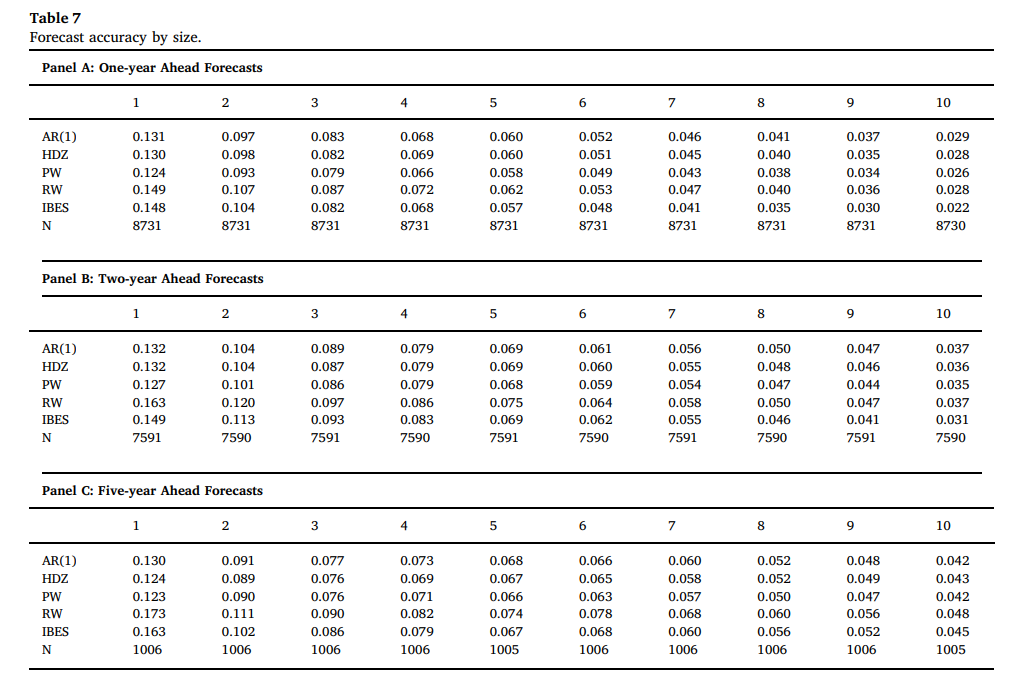 Table 7
Forecast accuracy by size.
Panel A: One-year Ahead Forecasts
1 2 3 4 5 6 7 8 9 10
AR(1) 0.131 0.097 0.083 0.068 0.060 0.052 0.046 0.041 0.037 0.029
HDZ 0.130 0.098 0.082 0.069 0.060 0.051 0.045 0.040 0.035 0.028
PW 0.124 0.093 0.079 0.066 0.058 0.049 0.043 0.038 0.034 0.026
RW 0.149 0.107 0.087 0.072 0.062 0.053 0.047 0.040 0.036 0.028
IBES 0.148 0.104 0.082 0.068 0.057 0.048 0.041 0.035 0.030 0.022
N 8731 8731 8731 8731 8731 8731 8731 8731 8731 8730
Panel B: Two-year Ahead Forecasts
1 2 3 4 5 6 7 8 9 10
AR(1) 0.132 0.104 0.089 0.079 0.069 0.061 0.056 0.050 0.047 0.037
HDZ 0.132 0.104 0.087 0.079 0.069 0.060 0.055 0.048 0.046 0.036
PW 0.127 0.101 0.086 0.079 0.068 0.059 0.054 0.047 0.044 0.035
RW 0.163 0.120 0.097 0.086 0.075 0.064 0.058 0.050 0.047 0.037
IBES 0.149 0.113 0.093 0.083 0.069 0.062 0.055 0.046 0.041 0.031
N 7591 7590 7591 7590 7591 7590 7591 7590 7591 7590
Panel C: Five-year Ahead Forecasts
1 2 3 4 5 6 7 8 9 10
AR(1) 0.130 0.091 0.077 0.073 0.068 0.066 0.060 0.052 0.048 0.042
HDZ 0.124 0.089 0.076 0.069 0.067 0.065 0.058 0.052 0.049 0.043
PW 0.123 0.090 0.076 0.071 0.066 0.063 0.057 0.050 0.047 0.042
RW 0.173 0.111 0.090 0.082 0.074 0.078 0.068 0.060 0.056 0.048
IBES 0.163 0.102 0.086 0.079 0.067 0.068 0.060 0.056 0.052 0.045
N 1006 1006 1006 1006 1005 1006 1006 1006 1006 1005